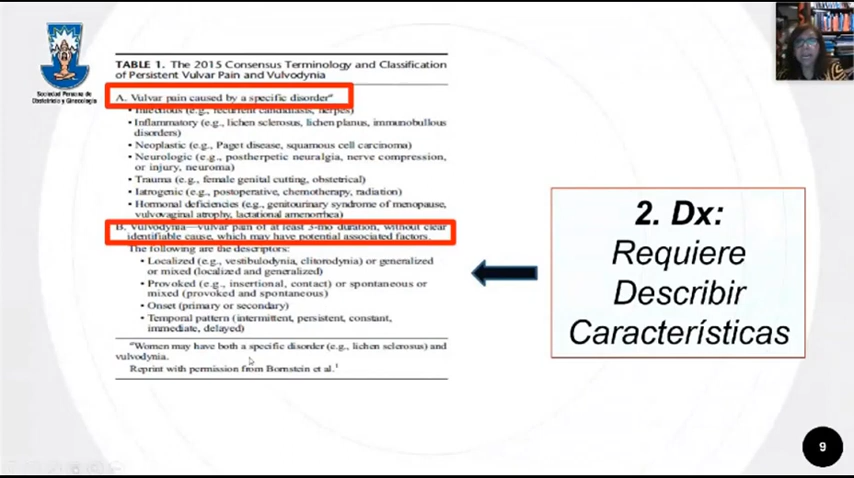 Sociedad Peruana de
Obstetricia y Ginecología
TABLE 1. The 2015 Consensus Terminology and Classification
of Persistent Vulvar Pain and Vulvodynia
A. Vulvar pain caused by a specific disorderᵃ
• Infectious (e.g., recurrent candidiasis, herpes)
• Inflammatory (e.g., lichen sclerosus, lichen planus, immunobullous
disorders)
• Neoplastic (e.g., Paget disease, squamous cell carcinoma)
• Neurologic (e.g., postherpetic neuralgia, nerve compression,
or injury, neuroma)
• Trauma (e.g., female genital cutting, obstetrical)
• Iatrogenic (e.g., postoperative, chemotherapy, radiation)
• Hormonal deficiencies (e.g., genitourinary syndrome of menopause,
vulvovaginal atrophy, lactational amenorrhea)
B. Vulvodynia—vulvar pain of at least 3-mo duration, without clear
identifiable cause, which may have potential associated factors.
The following are the descriptors:
• Localized (e.g., vestibulodynia, clitorodynia) or generalized
or mixed (localized and generalized)
• Provoked (e.g., insertional, contact) or spontaneous or
mixed (provoked and spontaneous)
• Onset (primary or secondary)
• Temporal pattern (intermittent, persistent, constant,
immediate, delayed)
ᵃWomen may have both a specific disorder (e.g., lichen sclerosus) and
vulvodynia.
Reprint with permission from Bornstein et al.¹
2. Dx:
Requiere
Describir
Características
9